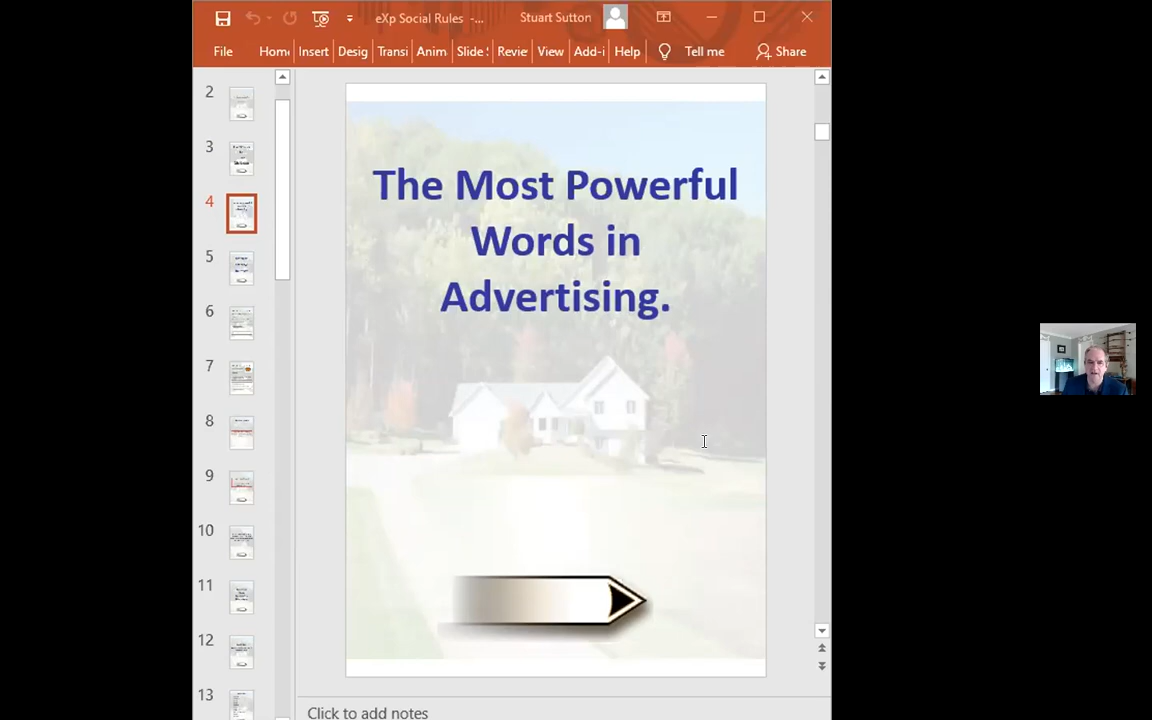 eXp Social Rules -...
Stuart Sutton
File Hom Insert Desig Transi Anim Slide Revie View Add-i Help Tell me Share
2
3
4
5
6
7
8
9
10
11
12
13
The Most Powerful
Words in
Advertising.
Click to add notes